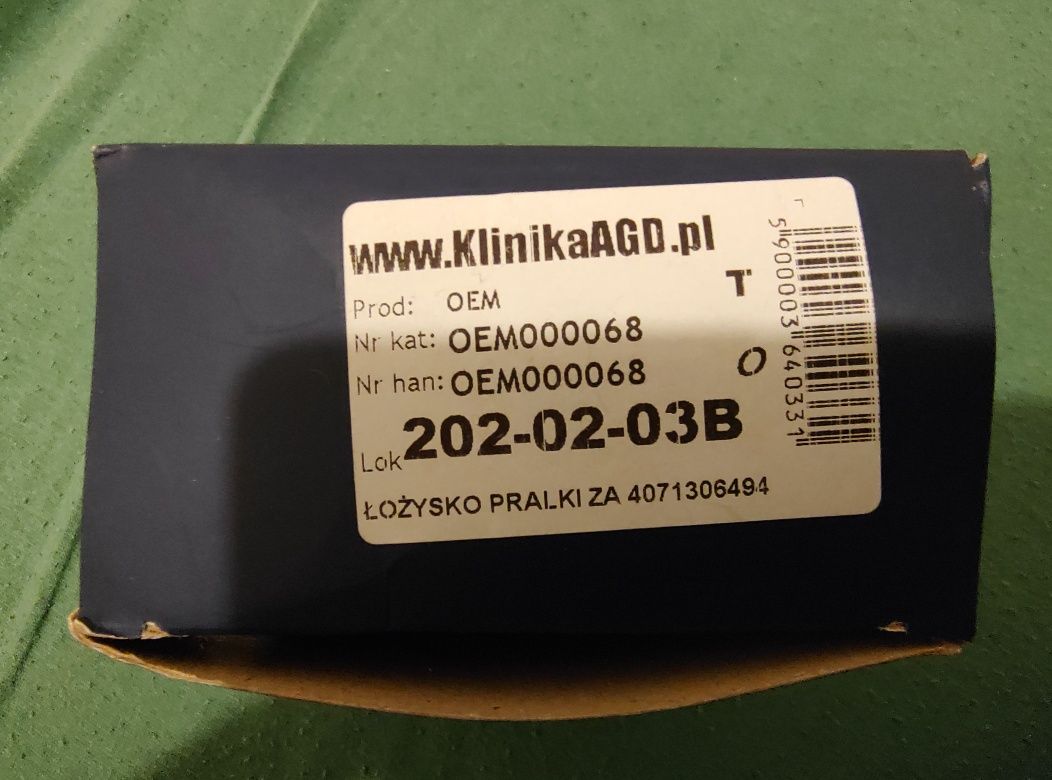 www.KlinikaAGD.pl
Prod: OEM T
Nr kat: OEM000068
Nr han: OEM000068 O
Lok 202-02-03B
ŁOŻYSKO PRALKI ZA 4071306494
5900003640331